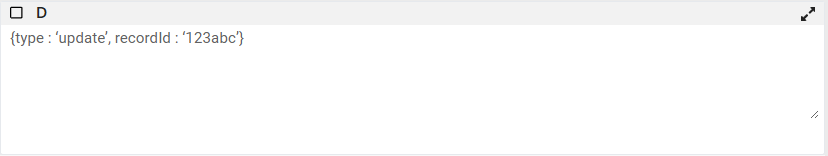 D
{type : ‘update’, recordId : ‘123abc’}